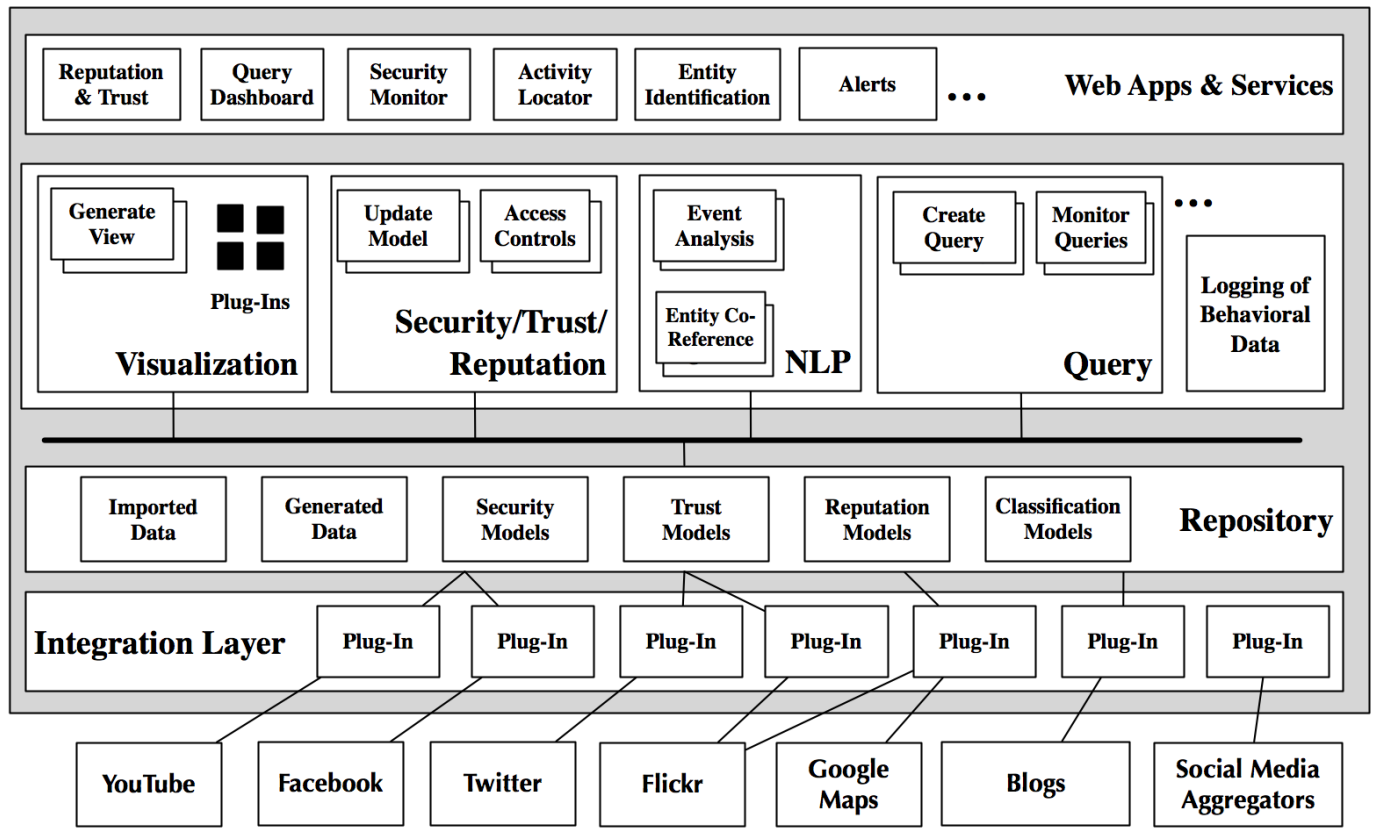 Reputation
& Trust
Query
Dashboard
Security
Monitor
Activity
Locator
Entity
Identification
Alerts
...
Web Apps & Services
Generate
View
Plug-Ins
Visualization
Update
Model
Access
Controls
Security/Trust/
Reputation
Event
Analysis
Entity Co-
Reference
NLP
Create
Query
Monitor
Queries
Query
...
Logging of
Behavioral
Data
Imported
Data
Generated
Data
Security
Models
Trust
Models
Reputation
Models
Classification
Models
Repository
Integration Layer
Plug-In
Plug-In
Plug-In
Plug-In
Plug-In
Plug-In
Plug-In
YouTube
Facebook
Twitter
Flickr
Google
Maps
Blogs
Social Media
Aggregators